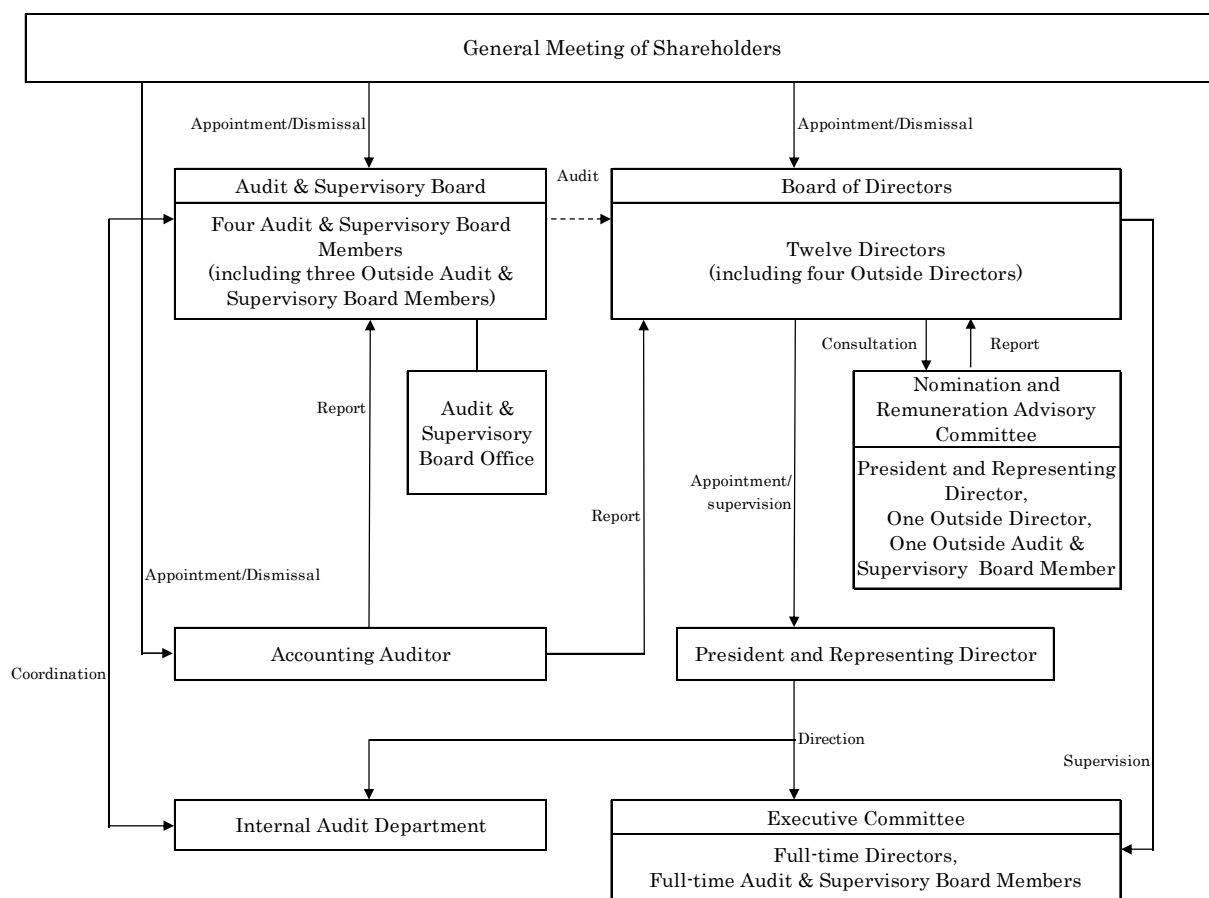 General Meeting of Shareholders
Appointment/Dismissal
Appointment/Dismissal
Audit & Supervisory Board
Audit
Board of Directors
Four Audit & Supervisory Board
Members
(including three Outside Audit &
Supervisory Board Members)
Twelve Directors
(including four Outside Directors)
Consultation
Report
Report
Audit &
Supervisory
Board Office
Nomination and
Remuneration Advisory
Committee
President and Representing
Director,
One Outside Director,
One Outside Audit &
Supervisory Board Member
Appointment/
supervision
Report
Appointment/Dismissal
Accounting Auditor
President and Representing Director
Coordination
Direction
Supervision
Internal Audit Department
Executive Committee
Full-time Directors,
Full-time Audit & Supervisory Board Members